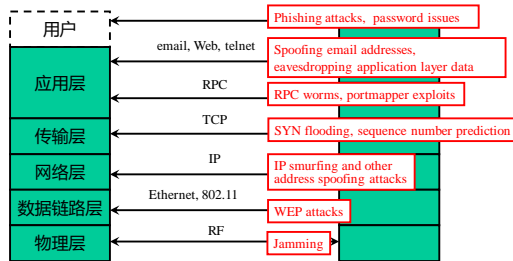 用户
Phishing attacks, password issues
email, Web, telnet
Spoofing email addresses,
eavesdropping application layer data
应用层
RPC
RPC worms, portmapper exploits
TCP
传输层
SYN flooding, sequence number prediction
IP
网络层
IP smurfing and other
address spoofing attacks
Ethernet, 802.11
数据链路层
WEP attacks
RF
物理层
Jamming